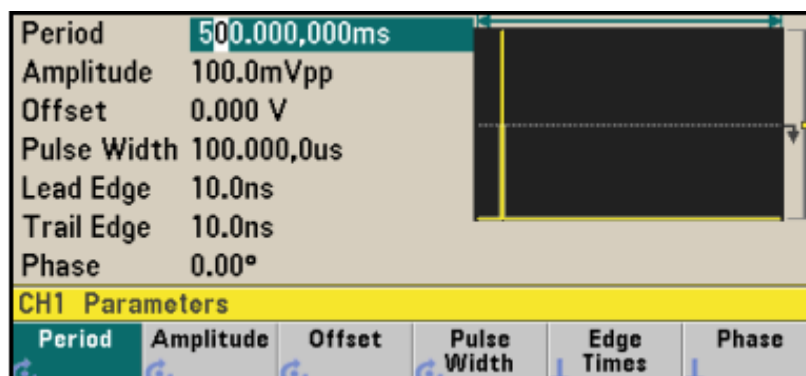 Period 500.000,000ms
Amplitude 100.0mVpp
Offset 0.000 V
Pulse Width 100.000,0us
Lead Edge 10.0ns
Trail Edge 10.0ns
Phase 0.00°
CH1 Parameters
Period Amplitude Offset Pulse Width Edge Times Phase